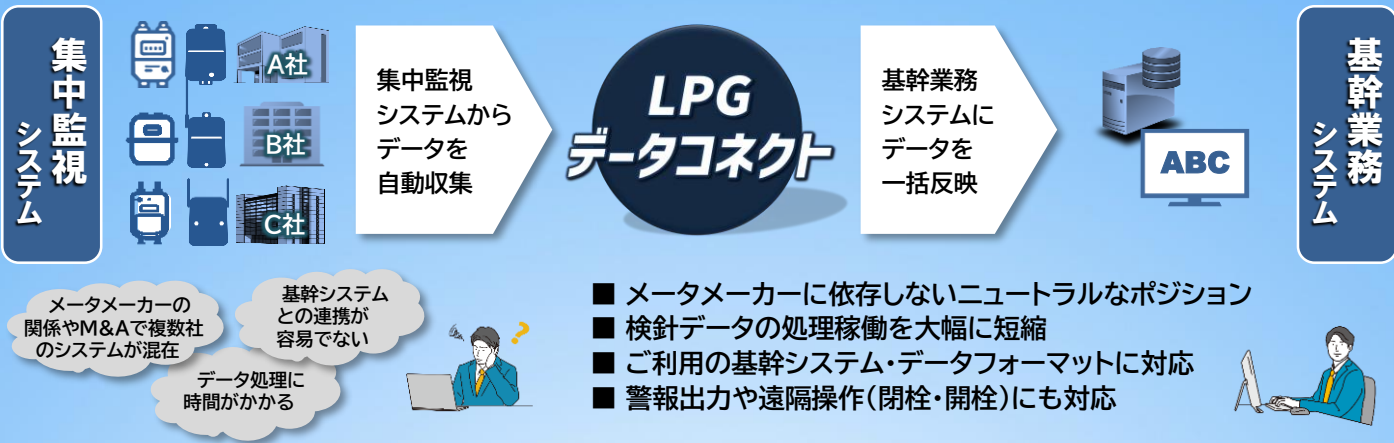 集中監視
システム
A社
B社
C社
集中監視
システムから
データを
自動収集
LPG
データコネクト
基幹業務
システムに
データを
一括反映
ABC
基幹業務
システム
メータメーカーの
関係やM&Aで複数社
のシステムが混在
基幹システム
との連携が
容易でない
データ処理に
時間がかかる
?
■ メータメーカーに依存しないニュートラルなポジション
■ 検針データの処理稼働を大幅に短縮
■ ご利用の基幹システム・データフォーマットに対応
■ 警報出力や遠隔操作(閉栓・開栓)にも対応